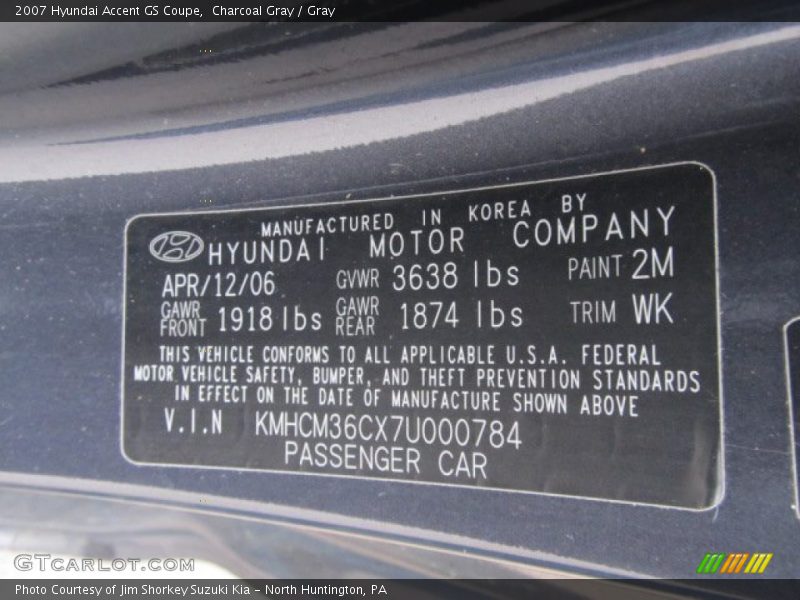 2007 Hyundai Accent GS Coupe,  Charcoal Gray / Gray
MANUFACTURED IN KOREA BY
HYUNDAI MOTOR COMPANY
APR/12/06 GVWR 3638 lbs PAINT 2M
GAWR FRONT 1918 lbs GAWR REAR 1874 lbs TRIM WK
THIS VEHICLE CONFORMS TO ALL APPLICABLE U.S.A. FEDERAL
MOTOR VEHICLE SAFETY, BUMPER, AND THEFT PREVENTION STANDARDS
IN EFFECT ON THE DATE OF MANUFACTURE SHOWN ABOVE
V.I.N KMHCM36CX7U000784
PASSENGER CAR
GTCARLOT.COM
Photo Courtesy of Jim Shorkey Suzuki Kia – North Huntington, PA